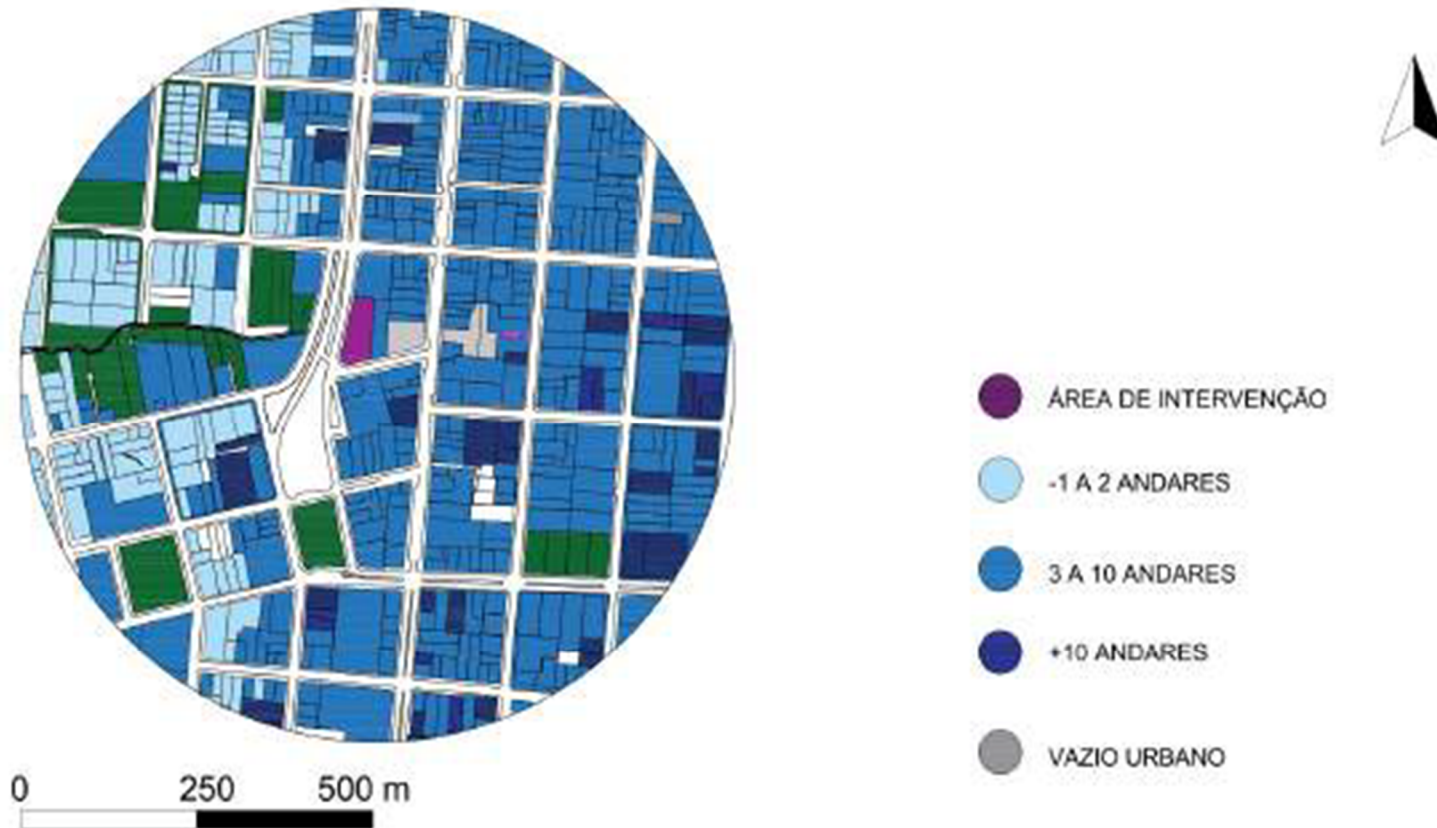 ÁREA DE INTERVENÇÃO
-1 A 2 ANDARES
3 A 10 ANDARES
+10 ANDARES
VAZIO URBANO
0 250 500 m